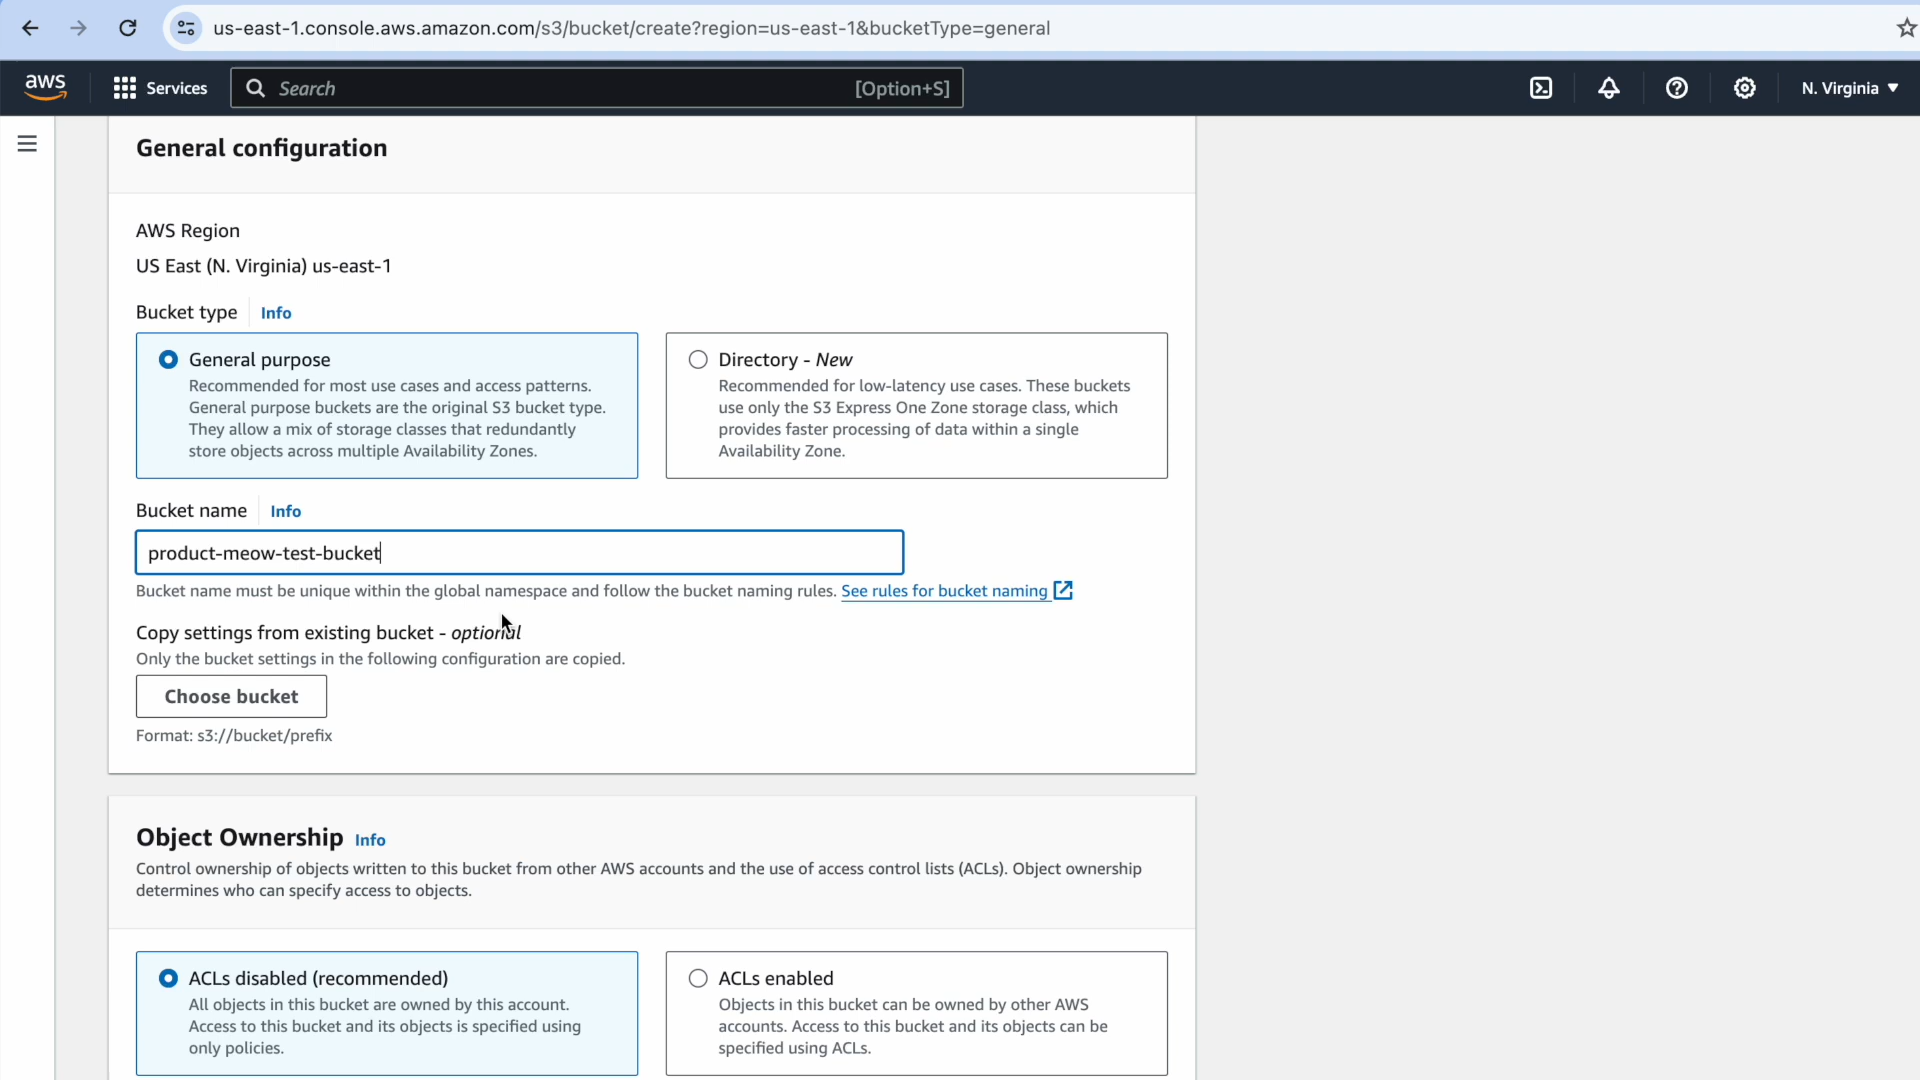 us-east-1.console.aws.amazon.com/s3/bucket/create?region=us-east-1&bucketType=general
aws
Services
Search
[Option+S]
N. Virginia
General configuration
AWS Region
US East (N. Virginia) us-east-1
Bucket type
Info
General purpose
Recommended for most use cases and access patterns.
General purpose buckets are the original S3 bucket type.
They allow a mix of storage classes that redundantly
store objects across multiple Availability Zones.
Directory - New
Recommended for low-latency use cases. These buckets
use only the S3 Express One Zone storage class, which
provides faster processing of data within a single
Availability Zone.
Bucket name
Info
product-meow-test-bucket
Bucket name must be unique within the global namespace and follow the bucket naming rules. See rules for bucket naming
Copy settings from existing bucket - optional
Only the bucket settings in the following configuration are copied.
Choose bucket
Format: s3://bucket/prefix
Object Ownership
Info
Control ownership of objects written to this bucket from other AWS accounts and the use of access control lists (ACLs). Object ownership
determines who can specify access to objects.
ACLs disabled (recommended)
All objects in this bucket are owned by this account.
Access to this bucket and its objects is specified using
only policies.
ACLs enabled
Objects in this bucket can be owned by other AWS
accounts. Access to this bucket and its objects can be
specified using ACLs.